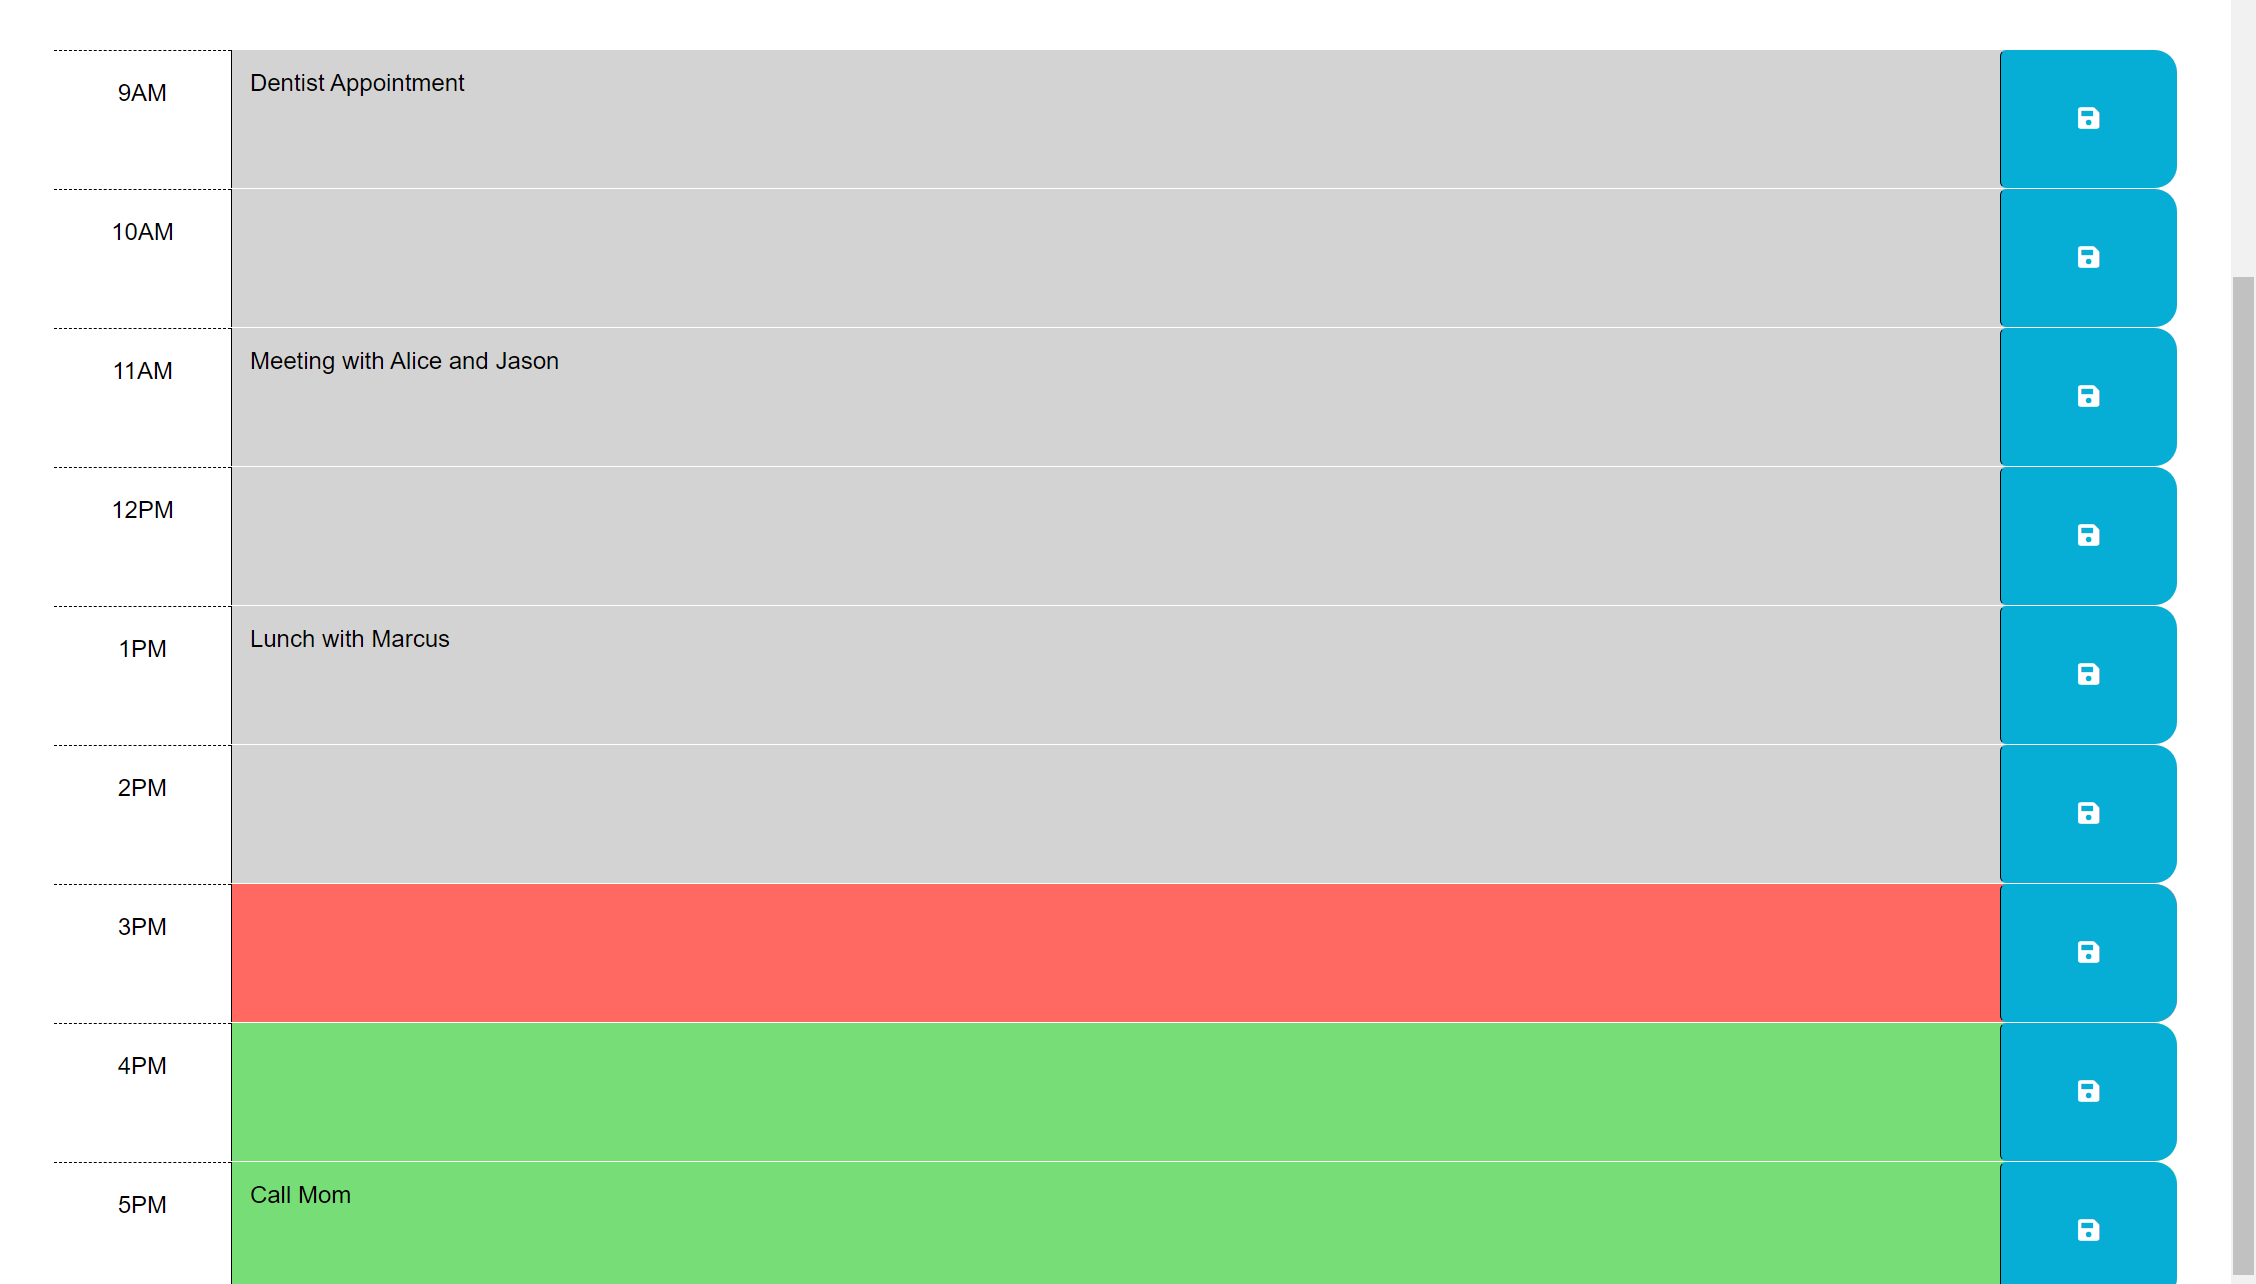 9AM
Dentist Appointment
10AM
11AM
Meeting with Alice and Jason
12PM
1PM
Lunch with Marcus
2PM
3PM
4PM
5PM
Call Mom